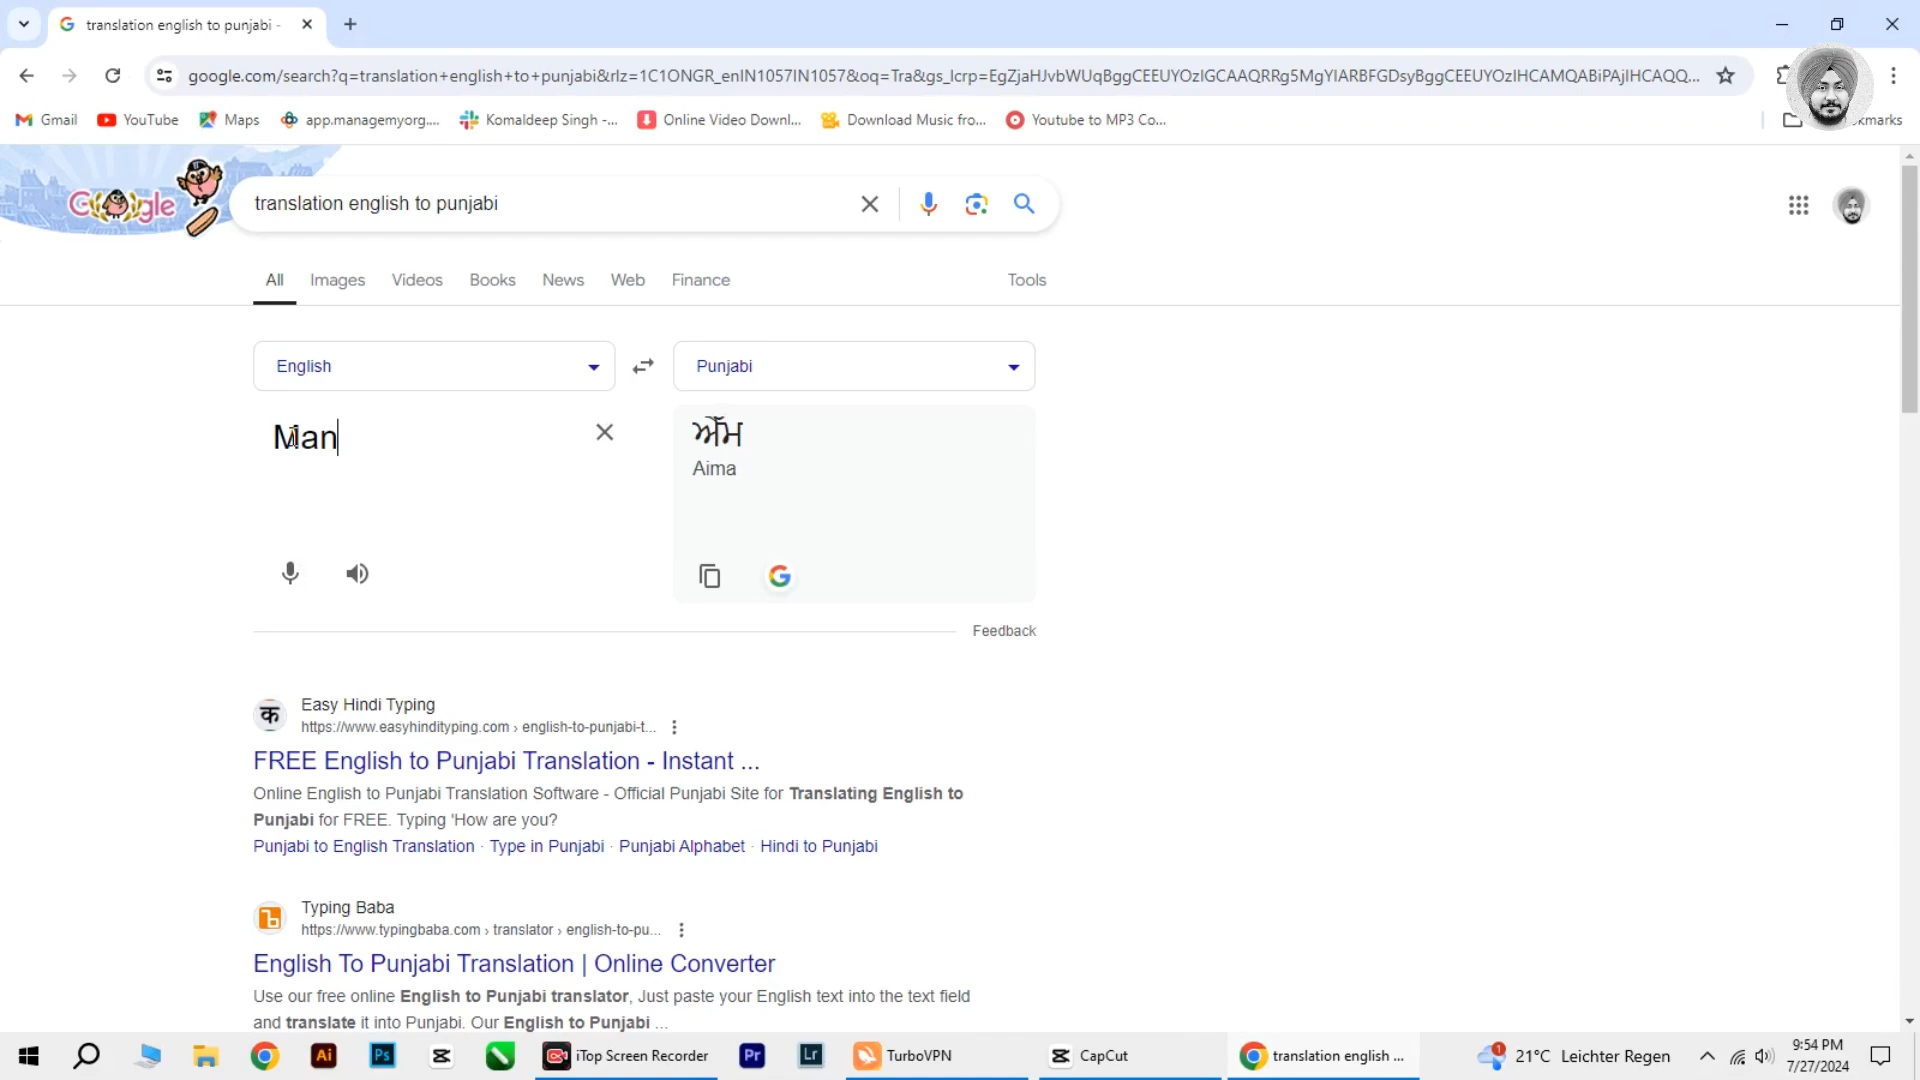 translation english to punjabi -
google.com/search?q=translation+english+to+punjabi&rlz=1C1ONGR_enIN1057IN1057&oq=Tra&gs_lcrp=EgZjaHJvbWUqBggCEEUYOzIGCAAQRRg5MgYIARBFGDsyBggCEEUYOzIHCAMQABiPAjIHCAQQ...
Gmail YouTube Maps app.managemyorg.... Komaldeep Singh -... Online Video Downl... Download Music fro... Youtube to MP3 Co...
Google translation english to punjabi
All Images Videos Books News Web Finance Tools
English Punjabi
Man ਐੱਮ
Aima
Feedback
क Easy Hindi Typing
https://www.easyhindityping.com › english-to-punjabi-t...
FREE English to Punjabi Translation - Instant ...
Online English to Punjabi Translation Software - Official Punjabi Site for Translating English to
Punjabi for FREE. Typing 'How are you?
Punjabi to English Translation · Type in Punjabi · Punjabi Alphabet · Hindi to Punjabi
Typing Baba
https://www.typingbaba.com › translator › english-to-pu...
English To Punjabi Translation | Online Converter
Use our free online English to Punjabi translator, Just paste your English text into the text field
and translate it into Punjabi. Our English to Punjabi ...
Ai Ps iTop Screen Recorder Pr Lr TurboVPN CapCut translation english ... 1 21°C Leichter Regen 9:54 PM
7/27/2024